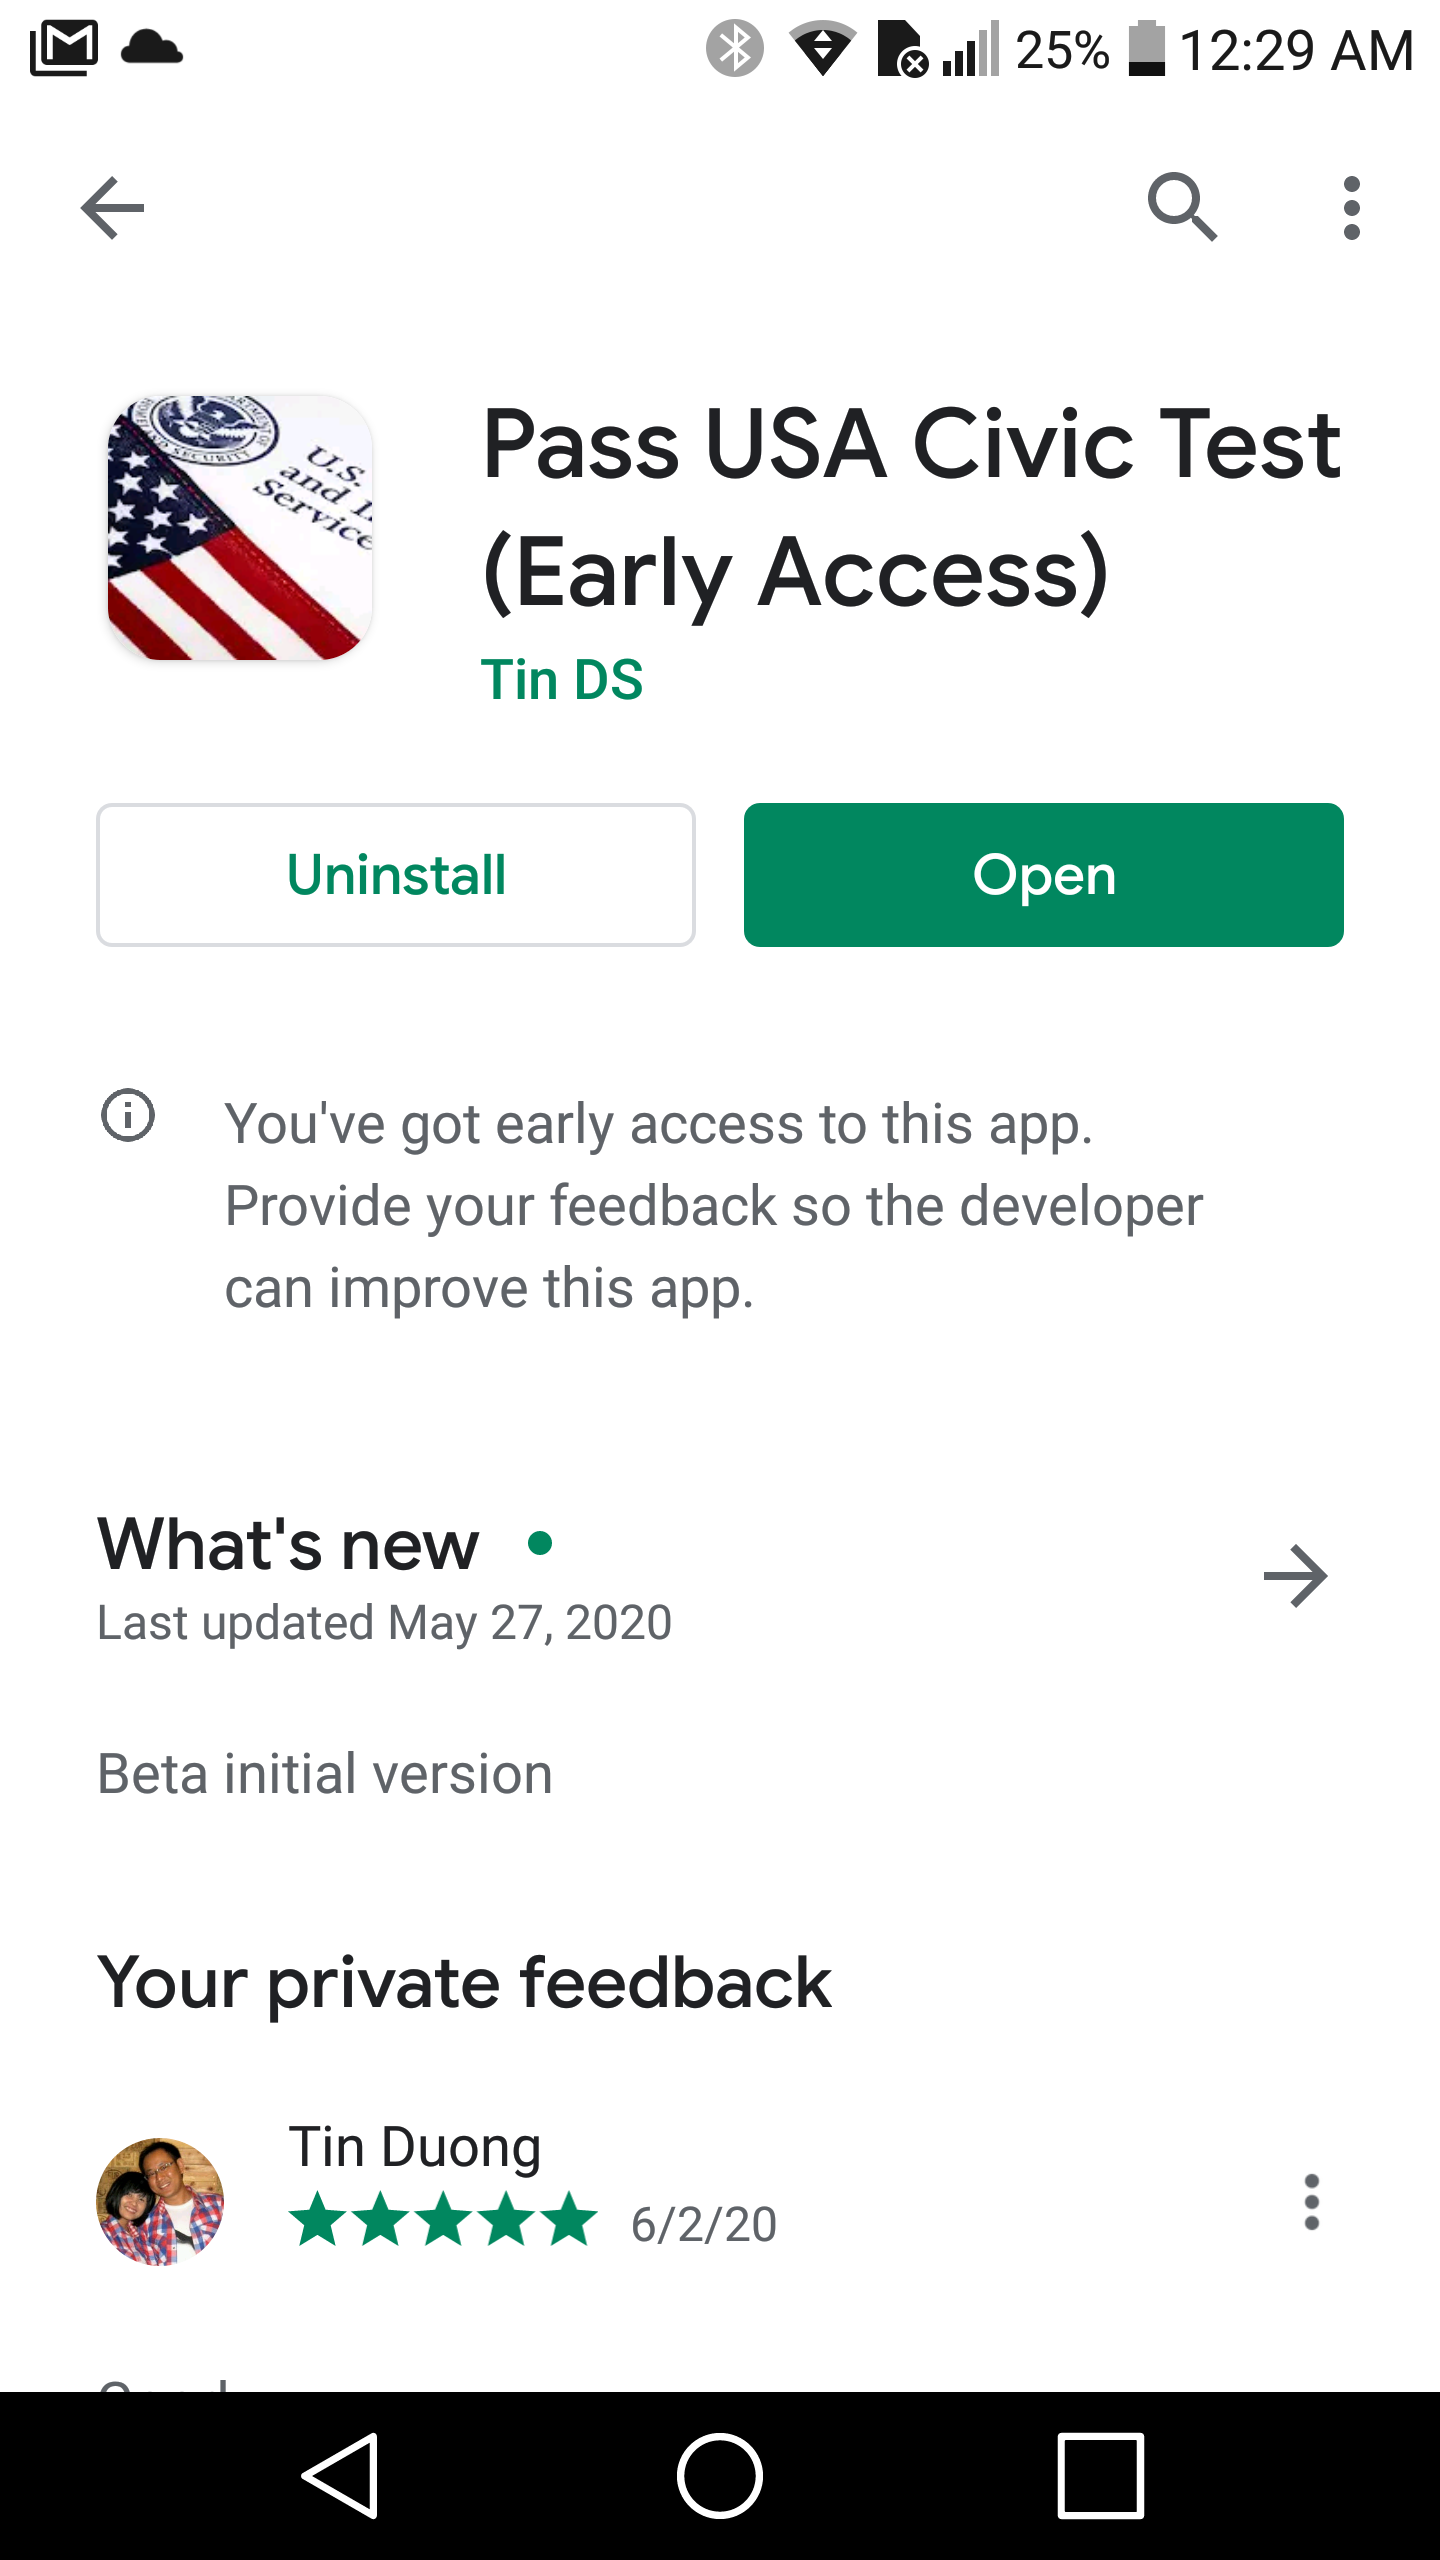 25% 12:29 AM
Pass USA Civic Test
(Early Access)
Tin DS
SECURITY
U.S.
and
Service
Uninstall
Open
You've got early access to this app.
Provide your feedback so the developer
can improve this app.
What's new
Last updated May 27, 2020
Beta initial version
Your private feedback
Tin Duong
6/2/20